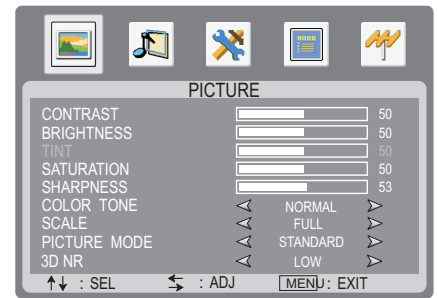 PICTURE
CONTRAST 50
BRIGHTNESS 50
TINT 50
SATURATION 50
SHARPNESS 53
COLOR TONE NORMAL
SCALE FULL
PICTURE MODE STANDARD
3D NR LOW
: SEL : ADJ MENU : EXIT